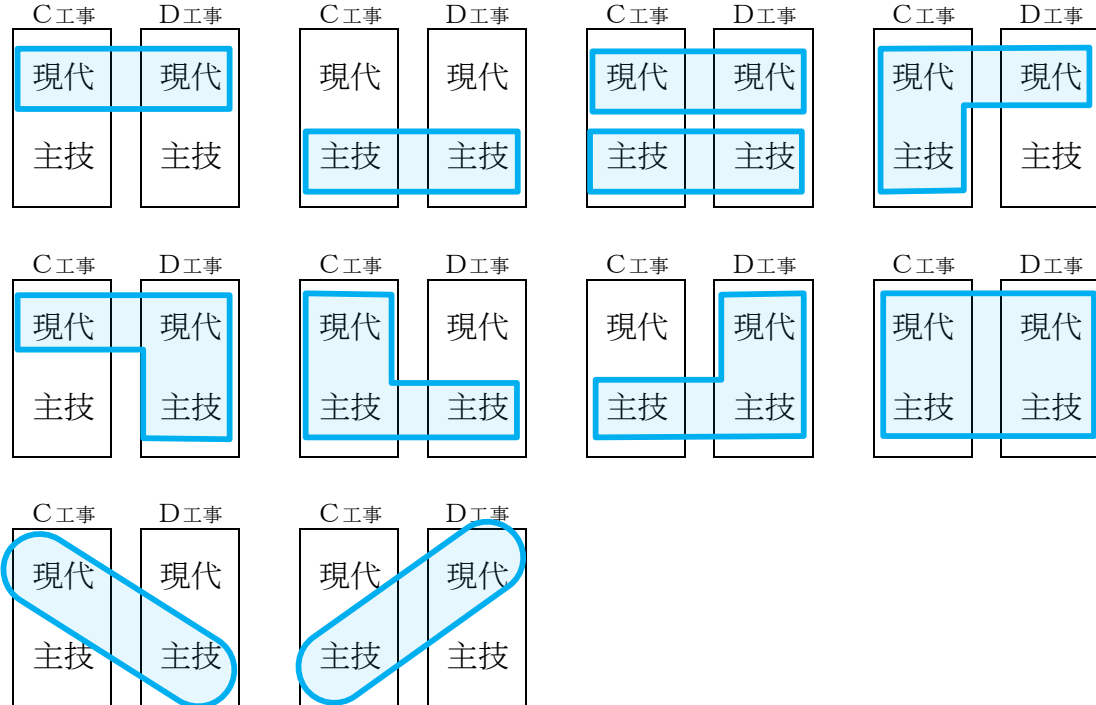 C工事 D工事 C工事 D工事 C工事 D工事 C工事 D工事
現代 現代 現代 現代 現代 現代 現代 現代
主技 主技 主技 主技 主技 主技 主技 主技
C工事 D工事 C工事 D工事 C工事 D工事 C工事 D工事
現代 現代 現代 現代 現代 現代 現代 現代
主技 主技 主技 主技 主技 主技 主技 主技
C工事 D工事 C工事 D工事
現代 現代 現代 現代
主技 主技 主技 主技